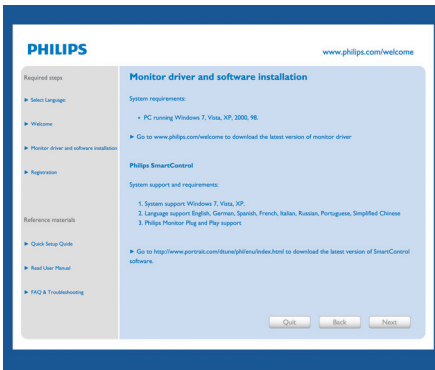 PHILIPS
www.philips.com/welcome
Required steps
► Select Language:
► Welcome
► Monitor driver and software installation
► Registration
Reference materials
► Quick Setup Guide
► Read User Manual
► FAQ & Troubleshooting
Monitor driver and software installation
System requirements:
• PC running Windows 7, Vista, XP, 2000, 98.
► Go to www.philips.com/welcome to download the latest version of monitor driver
Philips SmartControl
System support and requirements:
1. System support Windows 7, Vista, XP.
2. Language support English, German, Spanish, French, Italian, Russian, Portuguese, Simplified Chinese
3. Philips Monitor Plug and Play support
► Go to http://www.portrait.com/dtune/phl/enu/index.html to download the latest version of SmartControl
software.
Quit Back Next